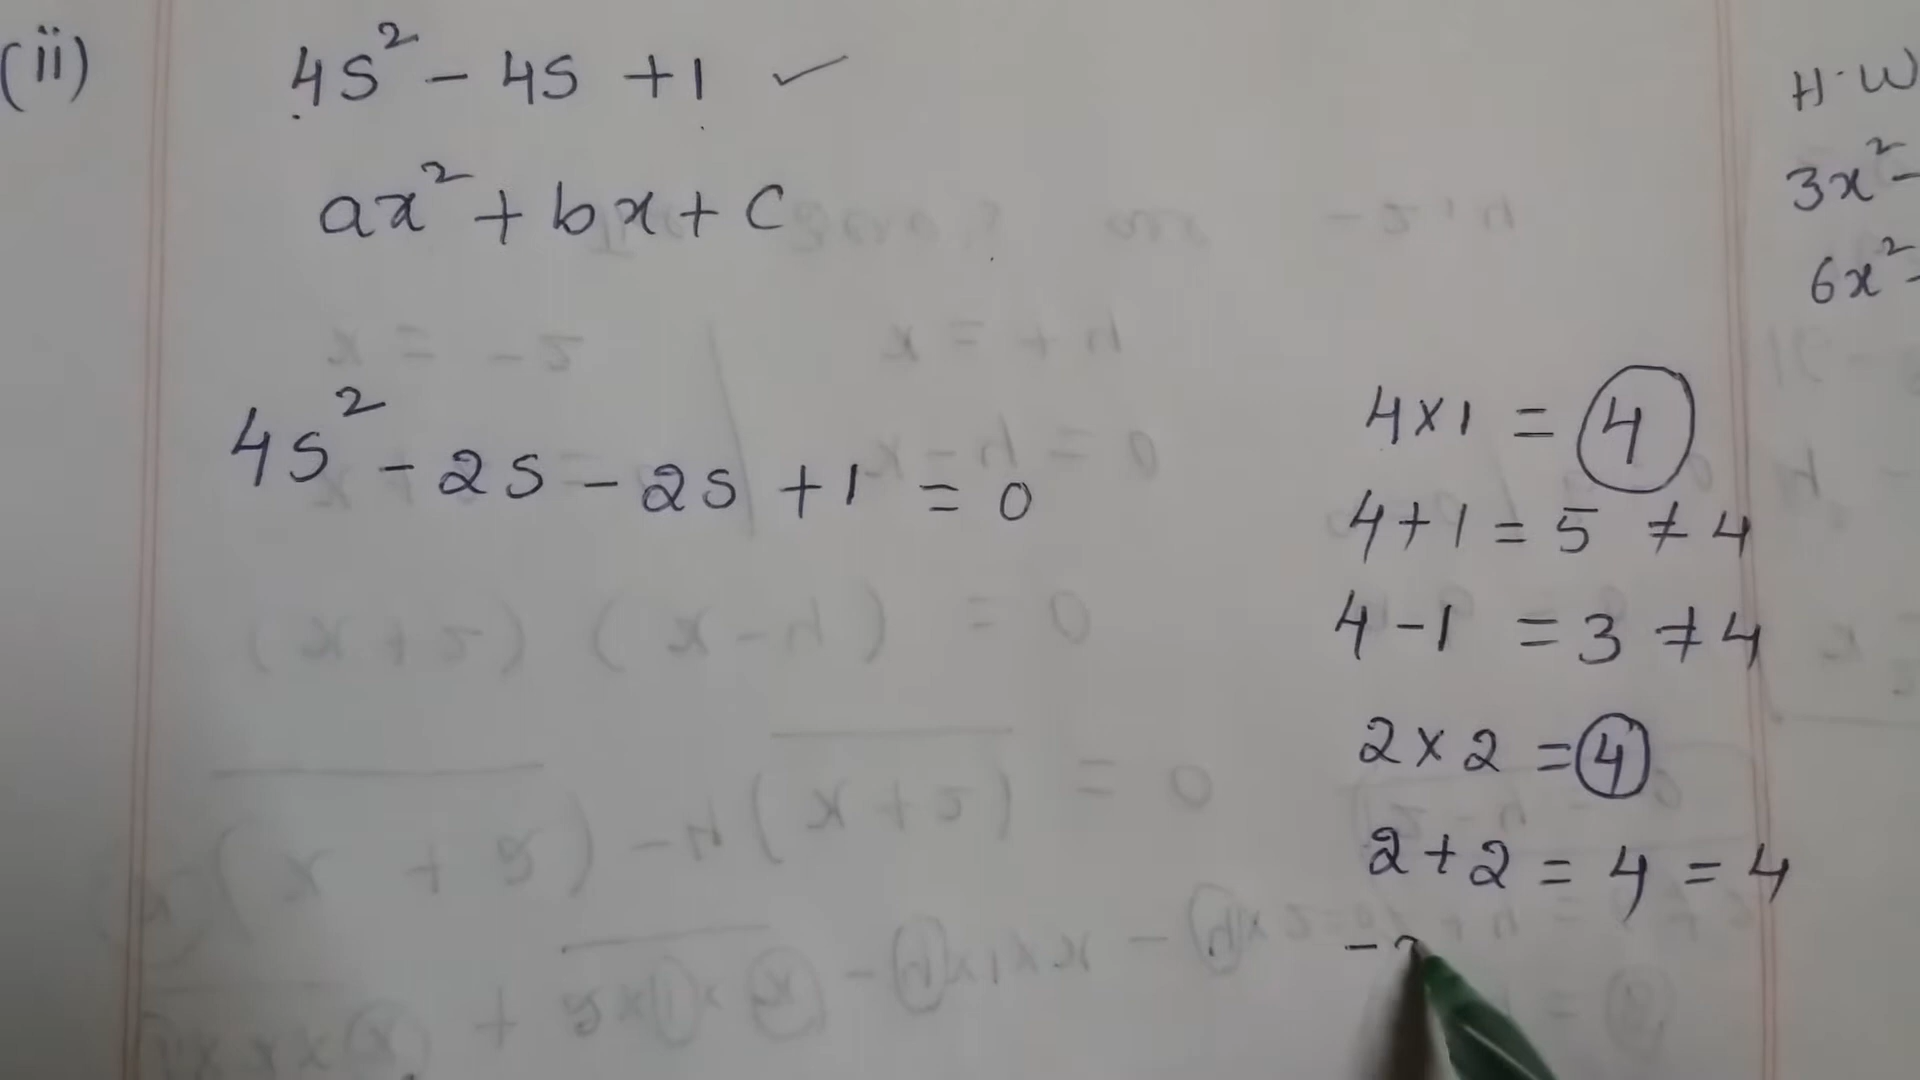 (ii) 4s² - 4s + 1 ✓
ax² + bx + c
4s² - 2s - 2s + 1 = 0
4 × 1 = 4
4 + 1 = 5 ≠ 4
4 - 1 = 3 ≠ 4
2 × 2 = 4
2 + 2 = 4 = 4
-
H.W
3x² -
6x² -